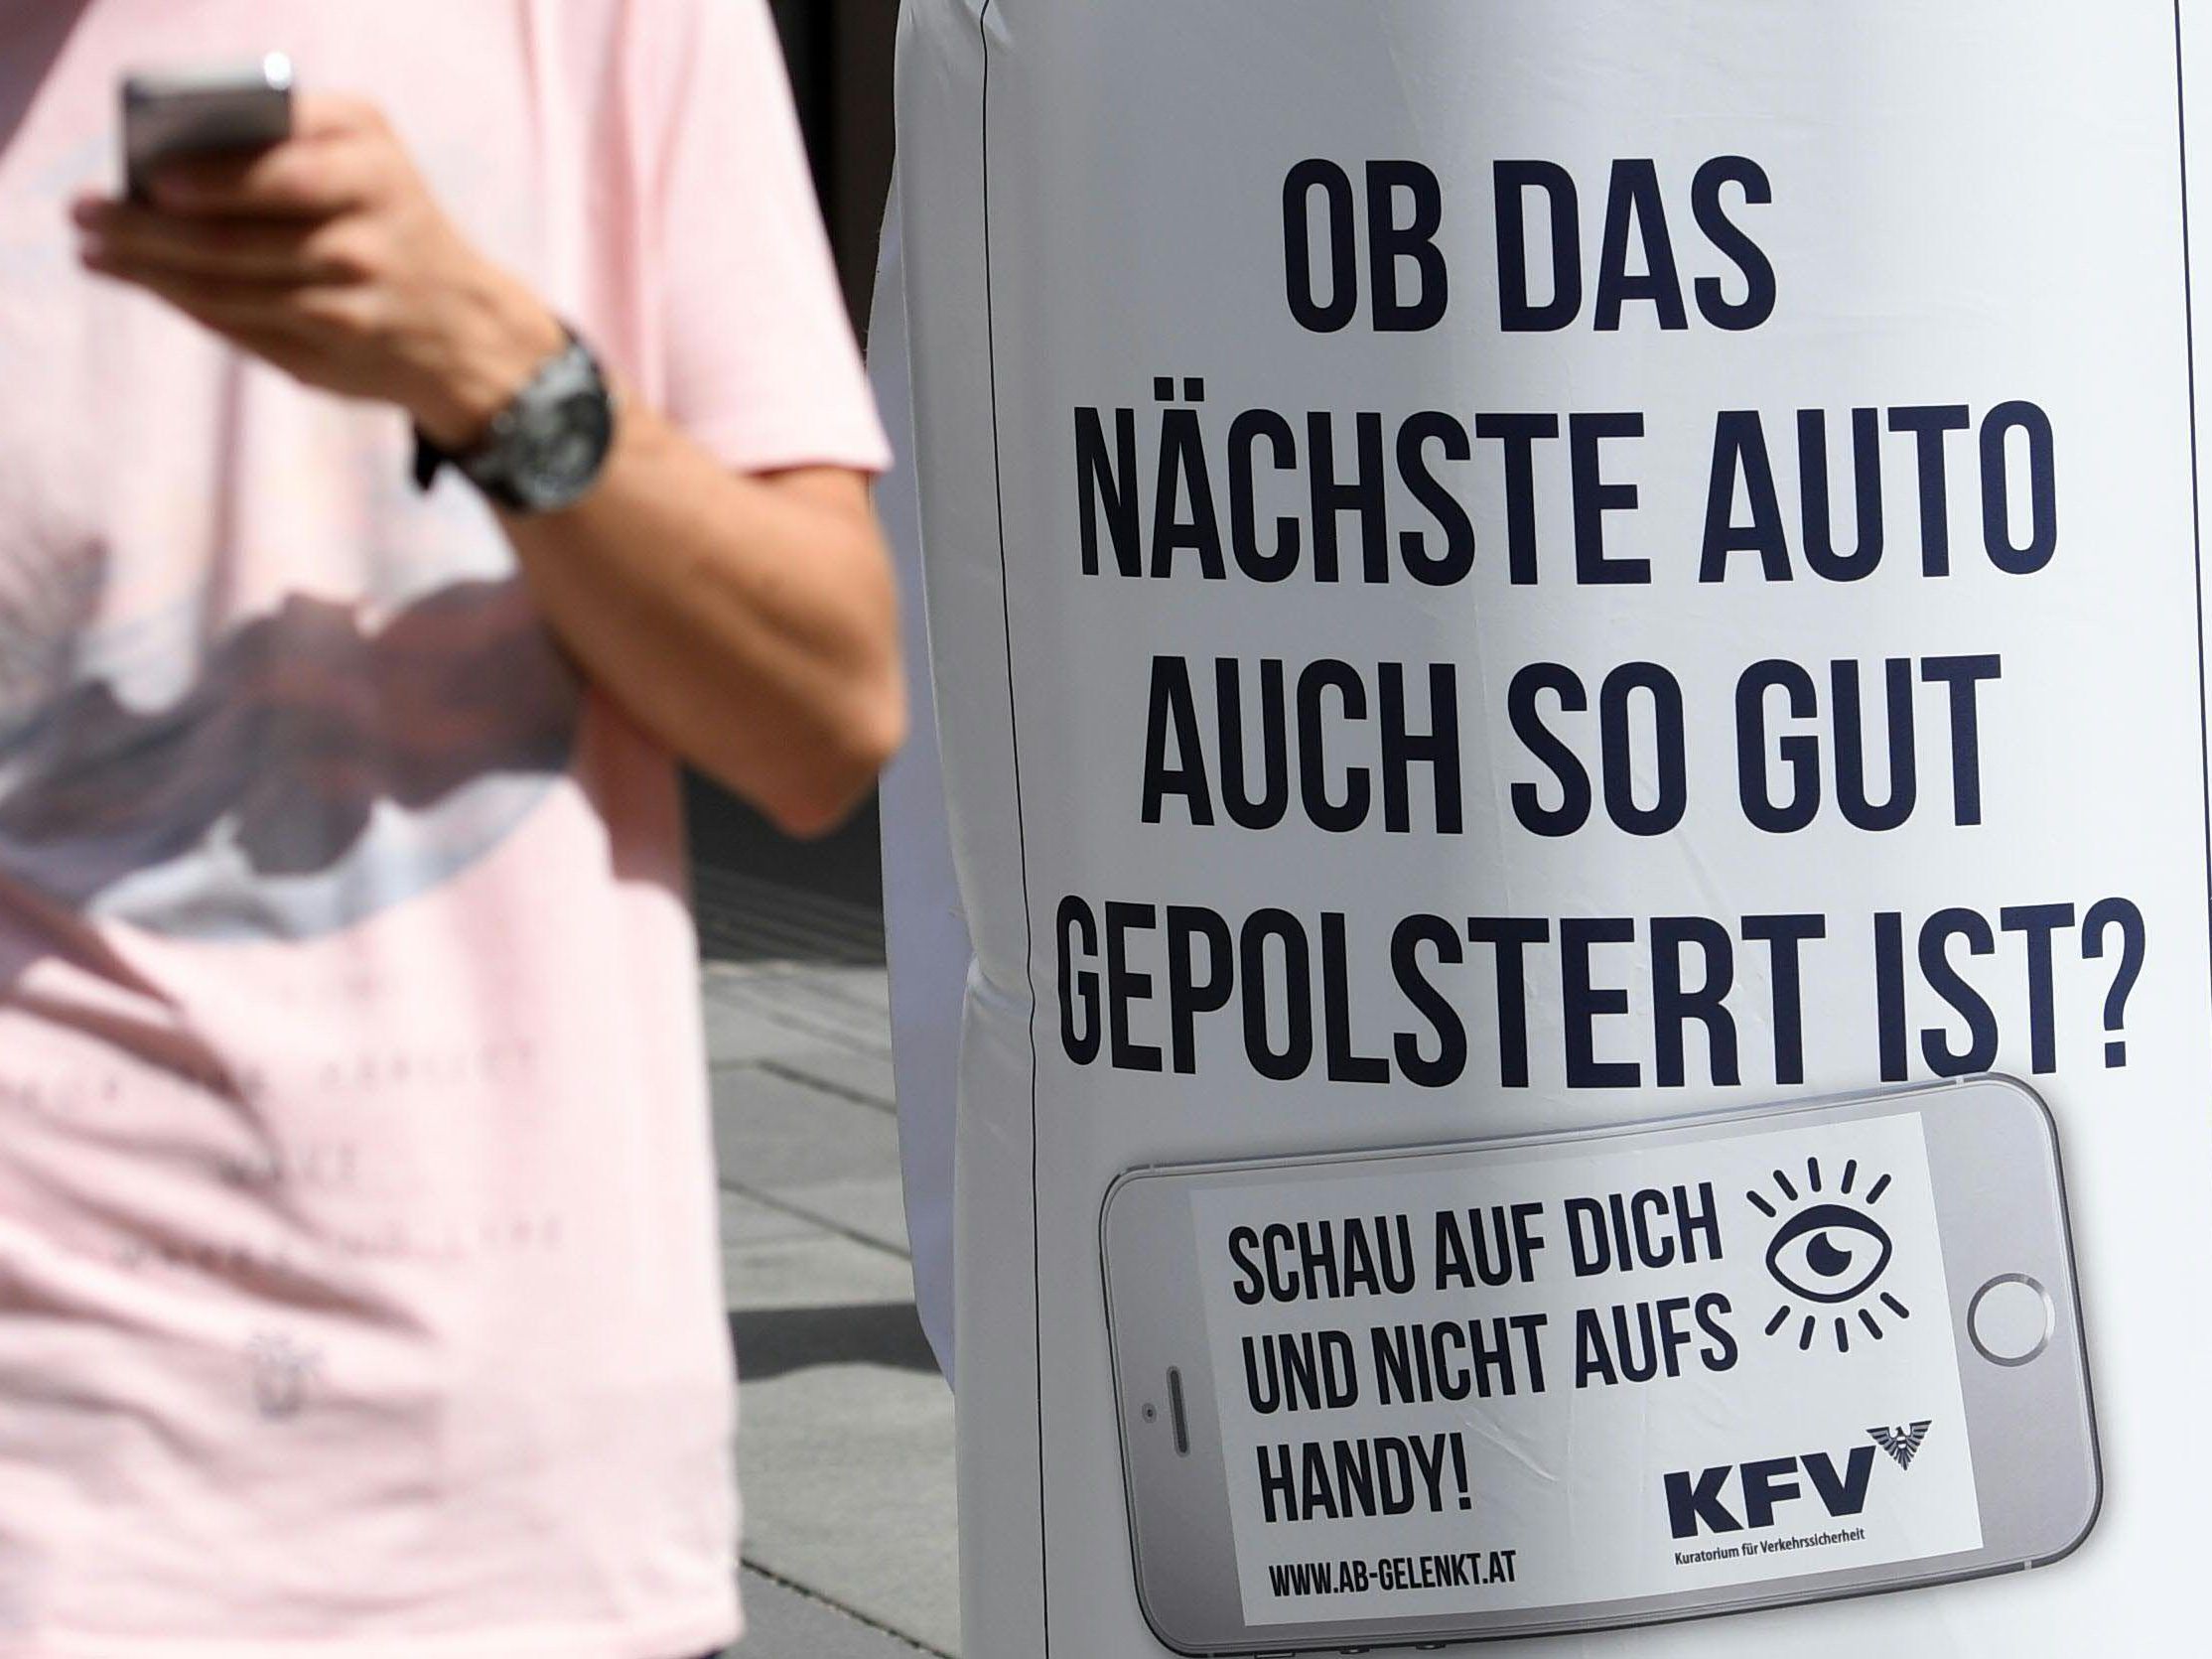 OB DAS
NÄCHSTE AUTO
AUCH SO GUT
GEPOLSTERT IST?
SCHAU AUF DICH
UND NICHT AUFS
HANDY!
KFV
Kuratorium für Verkehrssicherheit
WWW.AB-GELENKT.AT